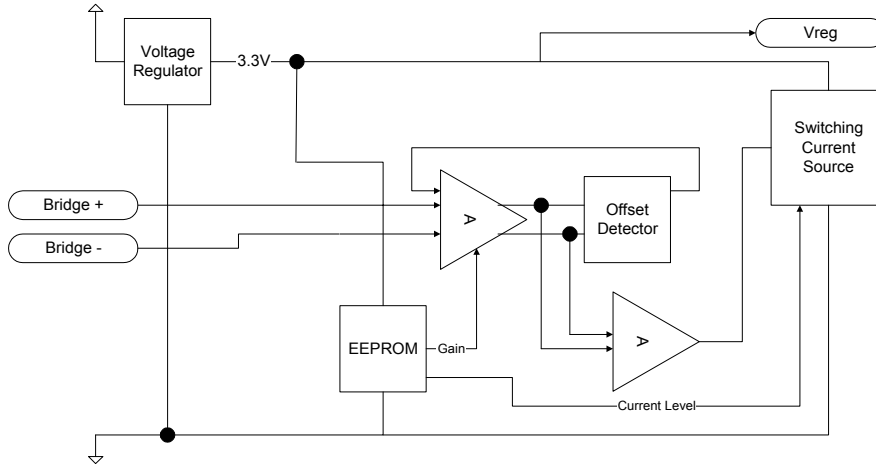 Voltage
Regulator
3.3V
Vreg
Switching
Current
Source
Bridge +
Bridge -
A
Offset
Detector
EEPROM
Gain
A
Current Level